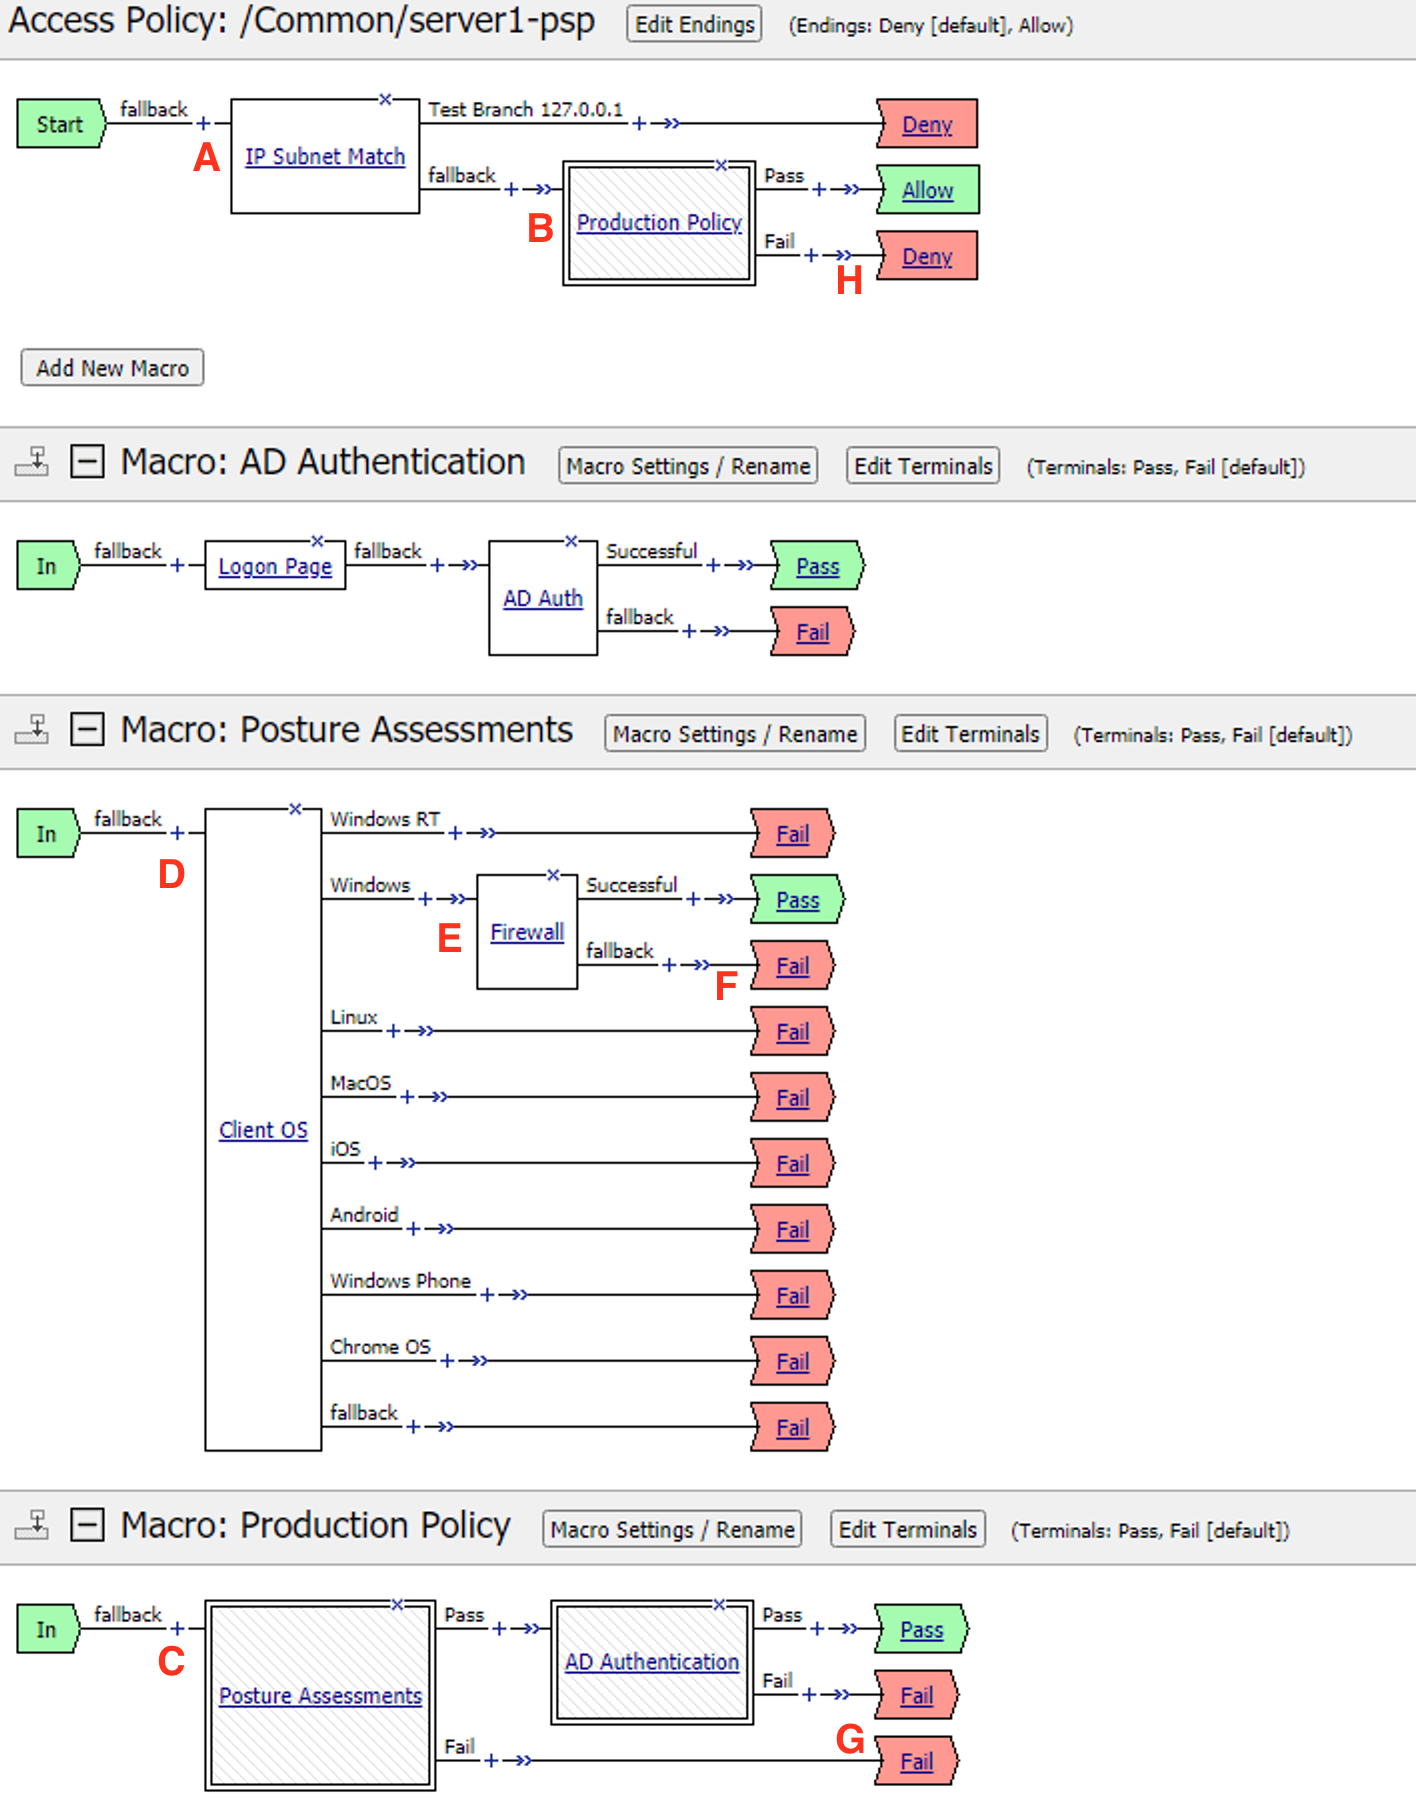 Access Policy: /Common/server1-psp Edit Endings (Endings: Deny [default], Allow)
Start fallback + IP Subnet Match Test Branch 127.0.0.1 + Deny
A
fallback + Production Policy Pass + Allow
B
Fail + Deny
H
Add New Macro
Macro: AD Authentication Macro Settings / Rename Edit Terminals (Terminals: Pass, Fail [default])
In fallback + Logon Page fallback + AD Auth Successful + Pass
fallback + Fail
Macro: Posture Assessments Macro Settings / Rename Edit Terminals (Terminals: Pass, Fail [default])
In fallback + Client OS Windows RT + Fail
D
Windows + Firewall Successful + Pass
E
fallback + Fail
F
Linux + Fail
MacOS + Fail
iOS + Fail
Android + Fail
Windows Phone + Fail
Chrome OS + Fail
fallback + Fail
Macro: Production Policy Macro Settings / Rename Edit Terminals (Terminals: Pass, Fail [default])
In fallback + Posture Assessments Pass + AD Authentication Pass + Pass
C
Fail + Fail
G
Fail + Fail